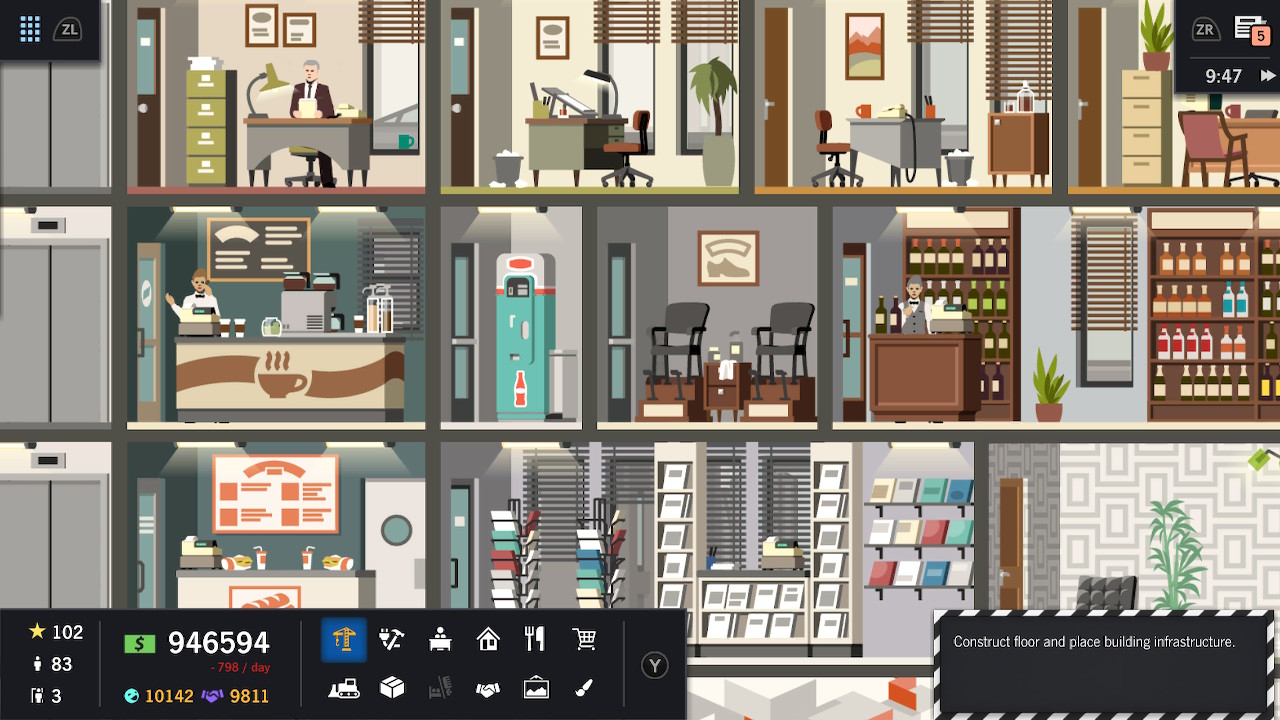 ZL
ZR
5
9:47
102
83
3
$
946594
- 798 / day
10142
9811
Y
Construct floor and place building infrastructure.